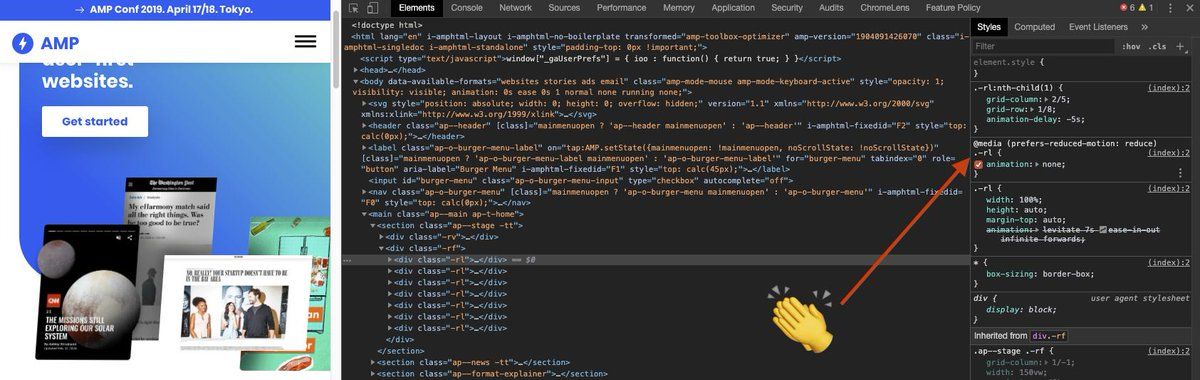 → AMP Conf 2019. April 17/18. Tokyo.
AMP
user-first
websites.
Get started
The Washington Post
My eHarmony match said
all the right things. Was
he too good to be true?
CNN
THE MISSIONS STILL
EXPLORING OUR SOLAR
SYSTEM
NO, REALLY! YOUR STARTUP DOESN'T HAVE TO BE
IN THE BAY AREA
Elements Console Network Sources Performance Memory Application Security Audits ChromeLens Feature Policy
6 1
<!doctype html>
<html lang="en" i-amphtml-layout i-amphtml-no-boilerplate transformed="amp-toolbox-optimizer" amp-version="1904091426070" class="i-
amphtml-singledoc i-amphtml-standalone" style="padding-top: 0px !important;">
<script type="text/javascript">window["_gaUserPrefs"] = { ioo : function() { return true; } }</script>
▸<head>…</head>
▾<body data-available-formats="websites stories ads email" class="amp-mode-mouse amp-mode-keyboard-active" style="opacity: 1;
visibility: visible; animation: 0s ease 0s 1 normal none running none;">
▸<svg style="position: absolute; width: 0; height: 0; overflow: hidden;" version="1.1" xmlns="http://www.w3.org/2000/svg"
xmlns:xlink="http://www.w3.org/1999/xlink">…</svg>
▸<header class="ap--header" [class]="mainmenuopen ? 'ap--header mainmenuopen' : 'ap--header'" i-amphtml-fixedid="F2" style="top:
calc(0px);">…</header>
▸<label class="ap-o-burger-menu-label" on="tap:AMP.setState({mainmenuopen: !mainmenuopen, noScrollState: !noScrollState})"
[class]="mainmenuopen ? 'ap-o-burger-menu-label mainmenuopen' : 'ap-o-burger-menu-label'" for="burger-menu" tabindex="0" role=
"button" aria-label="Burger Menu" i-amphtml-fixedid="F1" style="top: calc(45px);">…</label>
<input id="burger-menu" class="ap-o-burger-menu-input" type="checkbox" autocomplete="off">
▸<nav class="ap-o-burger-menu" [class]="mainmenuopen ? 'ap-o-burger-menu mainmenuopen' : 'ap-o-burger-menu'" i-amphtml-fixedid=
"F0" style="top: calc(0px);">…</nav>
▾<main class="ap--main ap-t-home">
▾<section class="ap--stage -tt">
▸<div class="-rv">…</div>
▾<div class="-rf">
… ▸<div class="-rl">…</div> == $0
▸<div class="-rl">…</div>
▸<div class="-rl">…</div>
▸<div class="-rl">…</div>
▸<div class="-rl">…</div>
▸<div class="-rl">…</div>
▸<div class="-rl">…</div>
</div>
</section>
▸<section class="ap--news -tt">…</section>
▸<section class="ap--format-explainer">…</section>
Styles Computed Event Listeners »
Filter :hov .cls +
element.style {
}
.-rl:nth-child(1) { (index):2
grid-column:▸ 2/5;
grid-row:▸ 1/8;
animation-delay: -5s;
}
@media (prefers-reduced-motion: reduce)
.-rl { (index):2
animation:▸ none;
}
.-rl { (index):2
width: 100%;
height: auto;
margin-top: auto;
animation:▸ levitate 7s ease-in-out
infinite forwards;
}
* { (index):2
box-sizing: border-box;
}
div { user agent stylesheet
display: block;
}
Inherited from div.-rf
.ap--stage .-rf { (index):2
grid-column:▸ 1/-1;
width: 150vw;